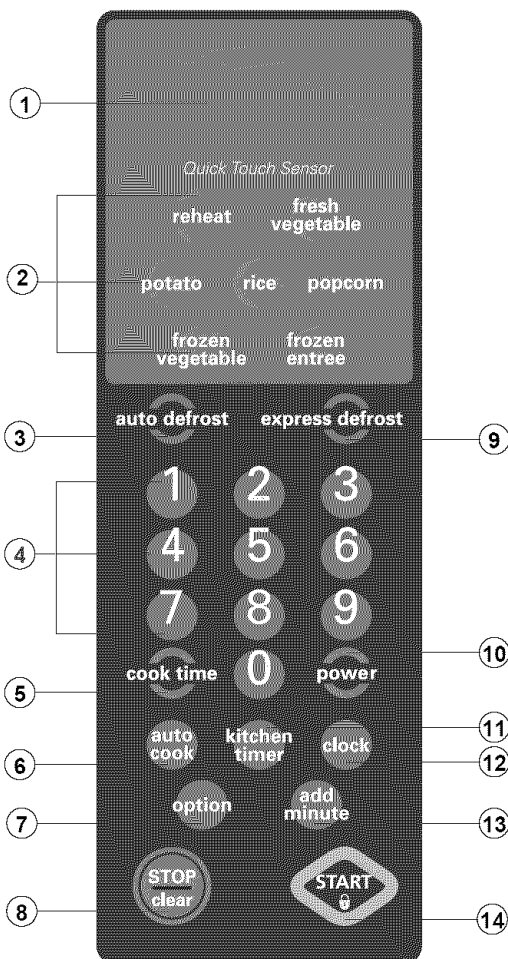 1
Quick Touch Sensor
reheat
fresh
vegetable
2
potato rice popcorn
frozen
vegetable
frozen
entree
auto defrost express defrost
3
9
1 2 3
4
4 5 6
7 8 9
cook time 0 power
10
5
auto
cook
kitchen
timer
clock
11
6
12
option
add
minute
7
13
STOP
clear
START
8
14